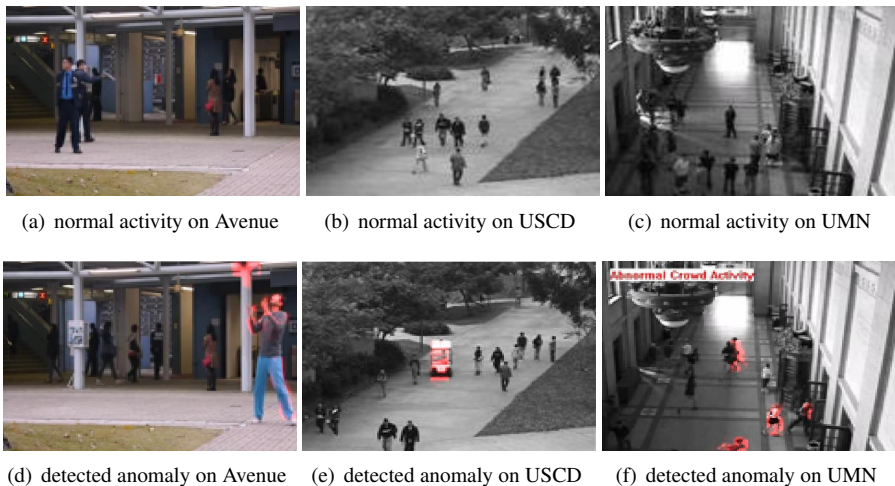 (a) normal activity on Avenue
(b) normal activity on USCD
(c) normal activity on UMN
Abnormal Crowd Activity
(d) detected anomaly on Avenue
(e) detected anomaly on USCD
(f) detected anomaly on UMN